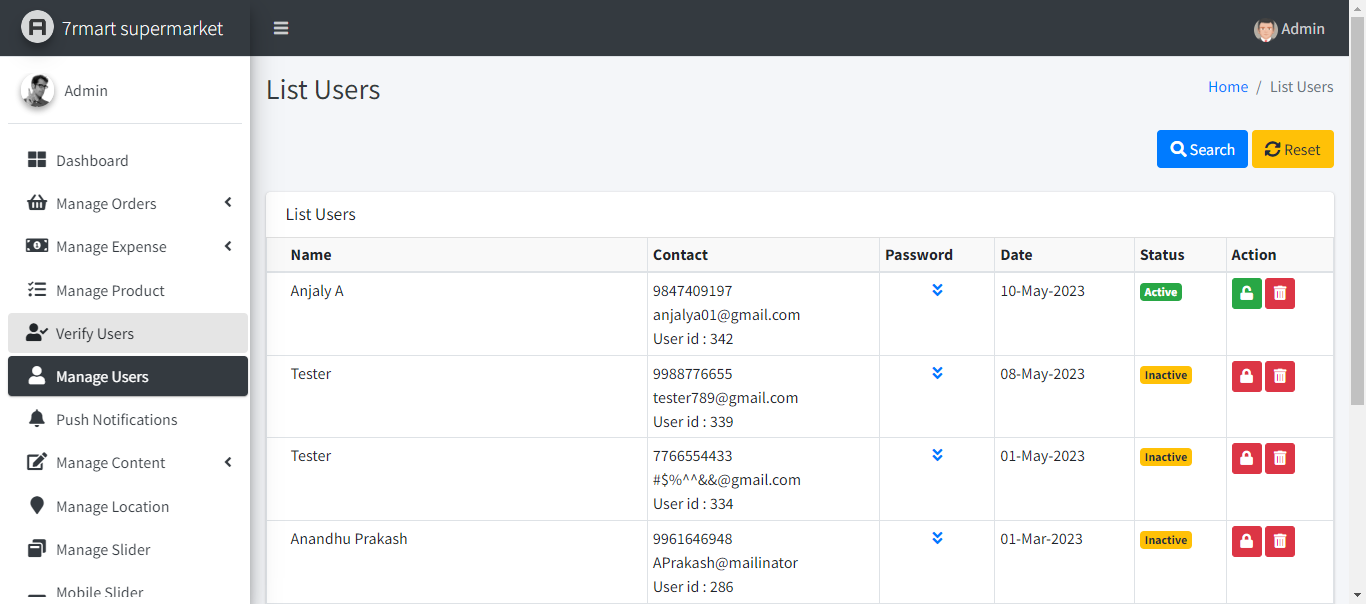 7rmart supermarket
Admin
Admin
Dashboard
Manage Orders
Manage Expense
Manage Product
Verify Users
Manage Users
Push Notifications
Manage Content
Manage Location
Manage Slider
Mobile Slider
List Users
Home / List Users
Search Reset
List Users
Name Contact Password Date Status Action
Anjaly A 9847409197 10-May-2023 Active
anjalya01@gmail.com
User id : 342
Tester 9988776655 08-May-2023 Inactive
tester789@gmail.com
User id : 339
Tester 7766554433 01-May-2023 Inactive
#$%^^&&@gmail.com
User id : 334
Anandhu Prakash 9961646948 01-Mar-2023 Inactive
APrakash@mailinator
User id : 286